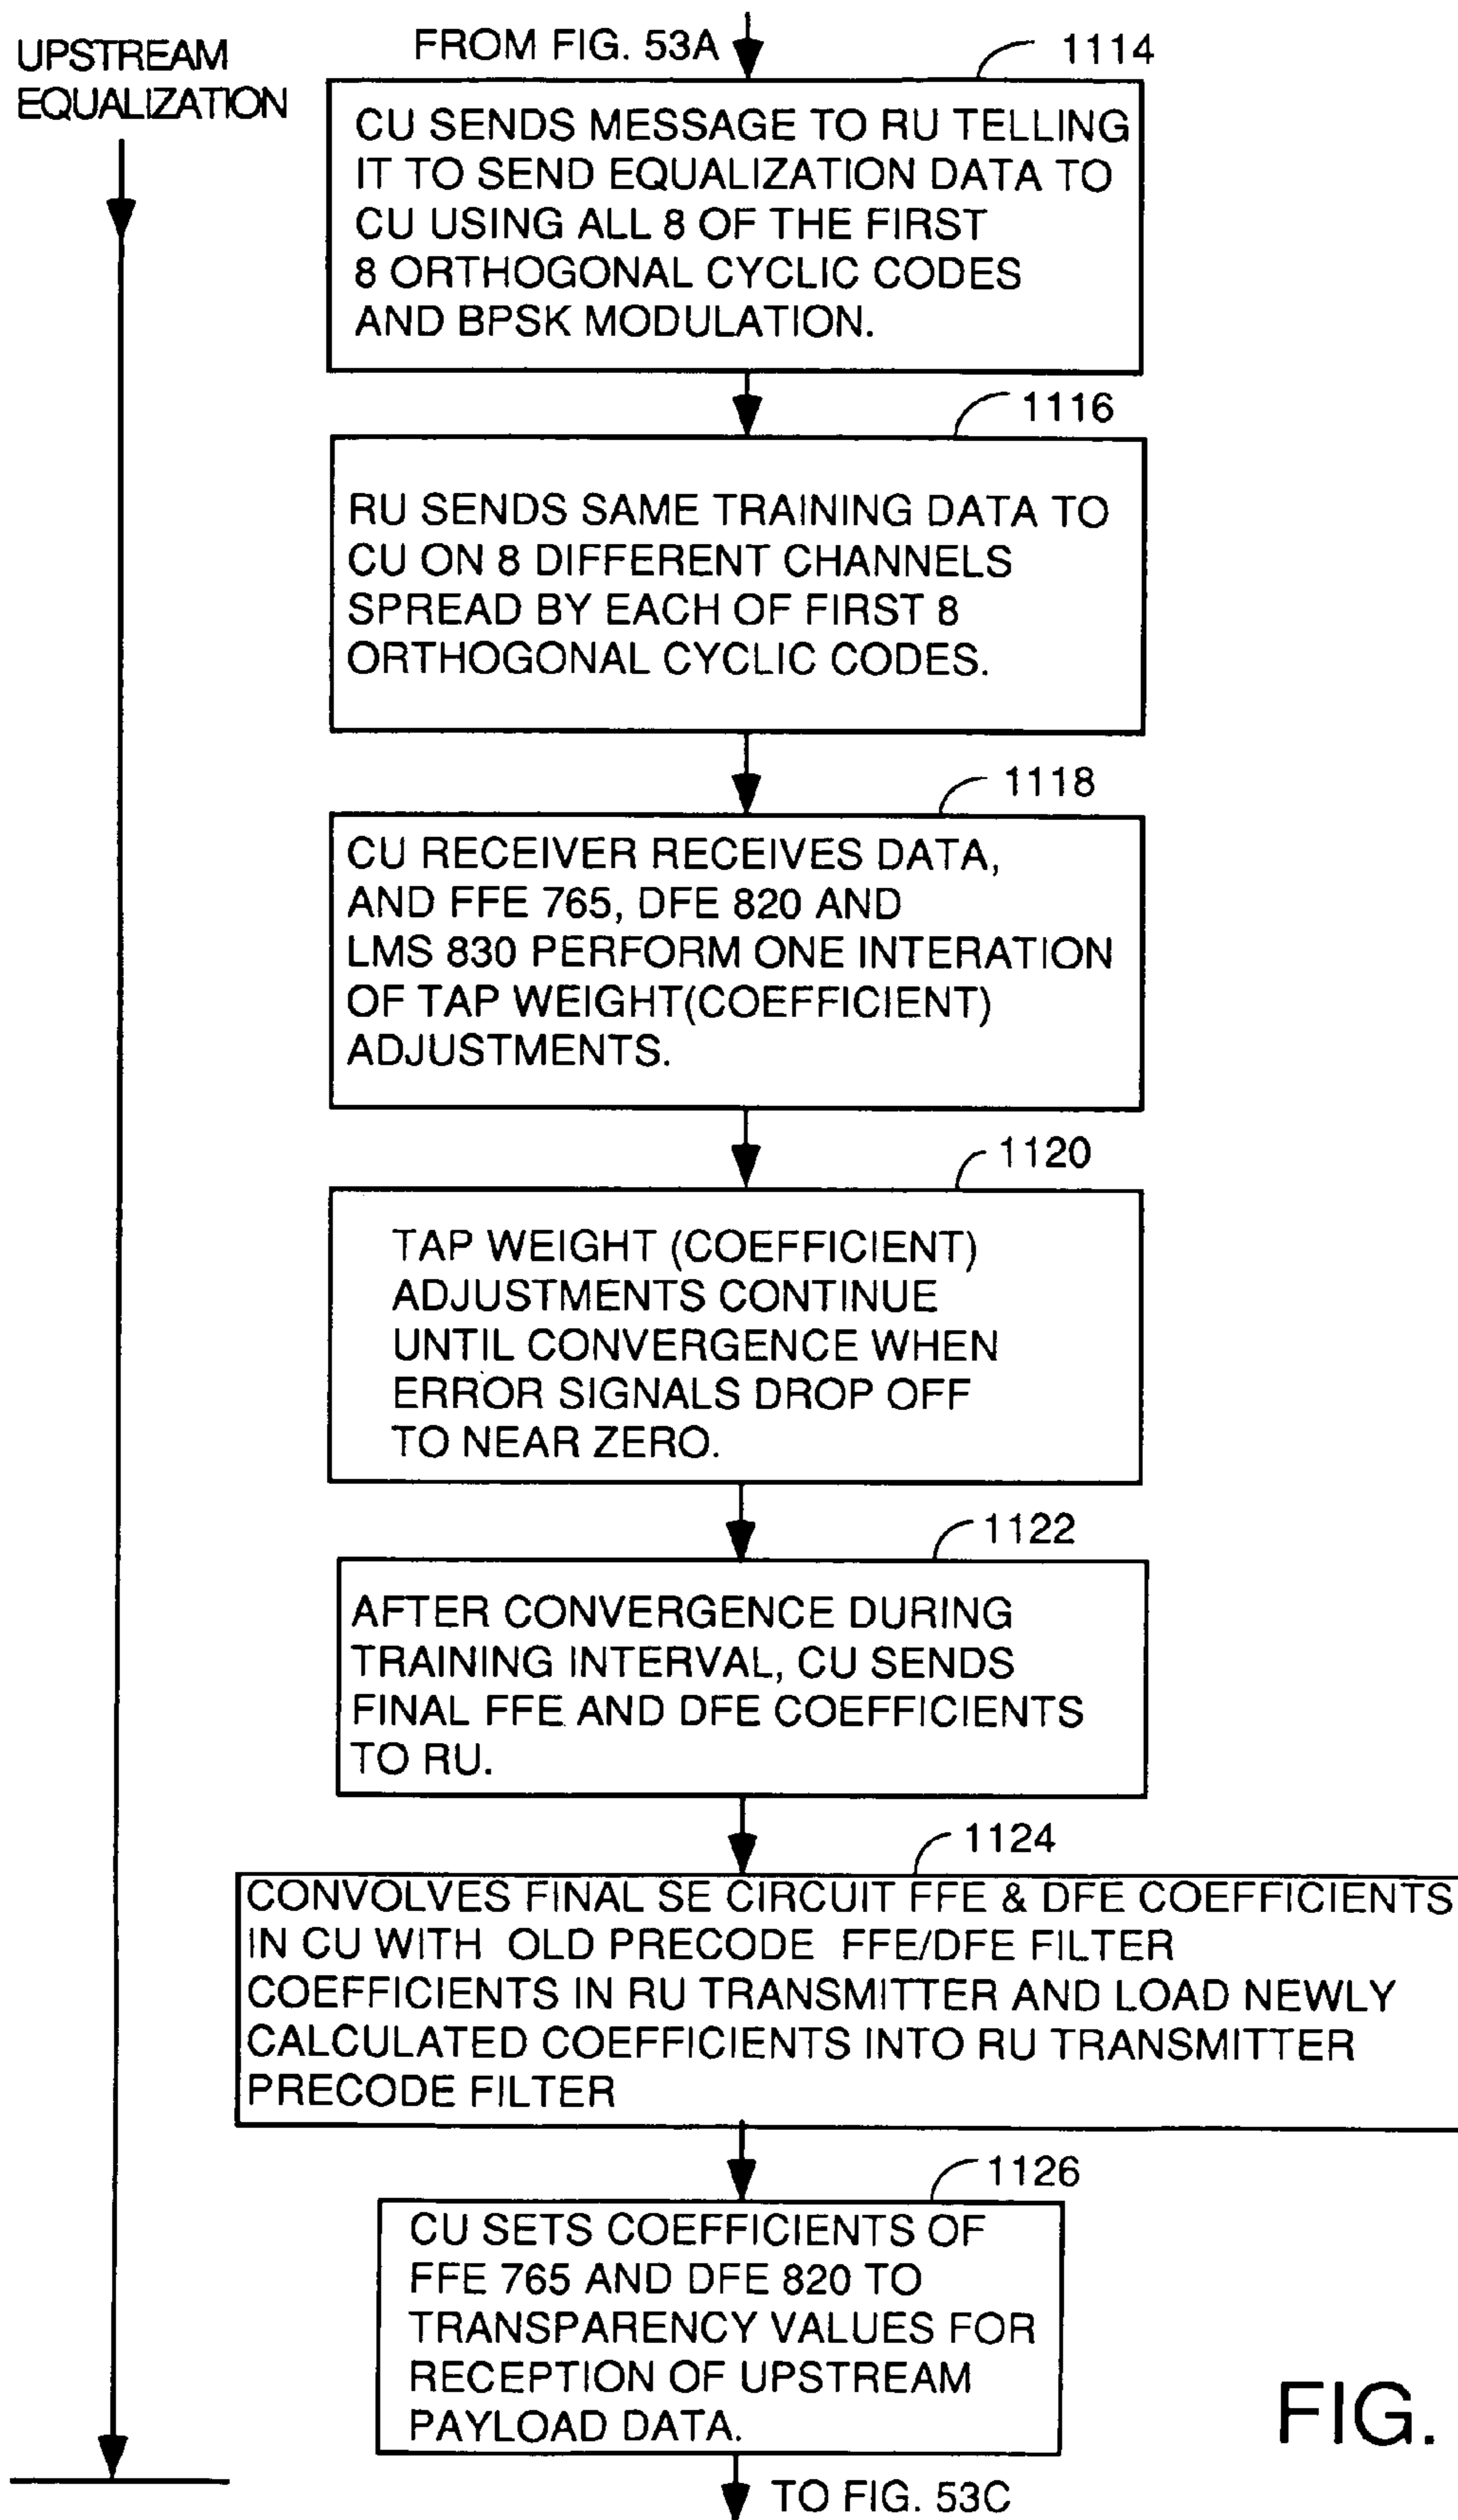 UPSTREAM
EQUALIZATION
FROM FIG. 53A
1114
CU SENDS MESSAGE TO RU TELLING
IT TO SEND EQUALIZATION DATA TO
CU USING ALL 8 OF THE FIRST
8 ORTHOGONAL CYCLIC CODES
AND BPSK MODULATION.
1116
RU SENDS SAME TRAINING DATA TO
CU ON 8 DIFFERENT CHANNELS
SPREAD BY EACH OF FIRST 8
ORTHOGONAL CYCLIC CODES.
1118
CU RECEIVER RECEIVES DATA,
AND FFE 765, DFE 820 AND
LMS 830 PERFORM ONE INTERATION
OF TAP WEIGHT(COEFFICIENT)
ADJUSTMENTS.
1120
TAP WEIGHT (COEFFICIENT)
ADJUSTMENTS CONTINUE
UNTIL CONVERGENCE WHEN
ERROR SIGNALS DROP OFF
TO NEAR ZERO.
1122
AFTER CONVERGENCE DURING
TRAINING INTERVAL, CU SENDS
FINAL FFE AND DFE COEFFICIENTS
TO RU.
1124
CONVOLVES FINAL SE CIRCUIT FFE & DFE COEFFICIENTS
IN CU WITH OLD PRECODE FFE/DFE FILTER
COEFFICIENTS IN RU TRANSMITTER AND LOAD NEWLY
CALCULATED COEFFICIENTS INTO RU TRANSMITTER
PRECODE FILTER
1126
CU SETS COEFFICIENTS OF
FFE 765 AND DFE 820 TO
TRANSPARENCY VALUES FOR
RECEPTION OF UPSTREAM
PAYLOAD DATA.
FIG.
TO FIG. 53C